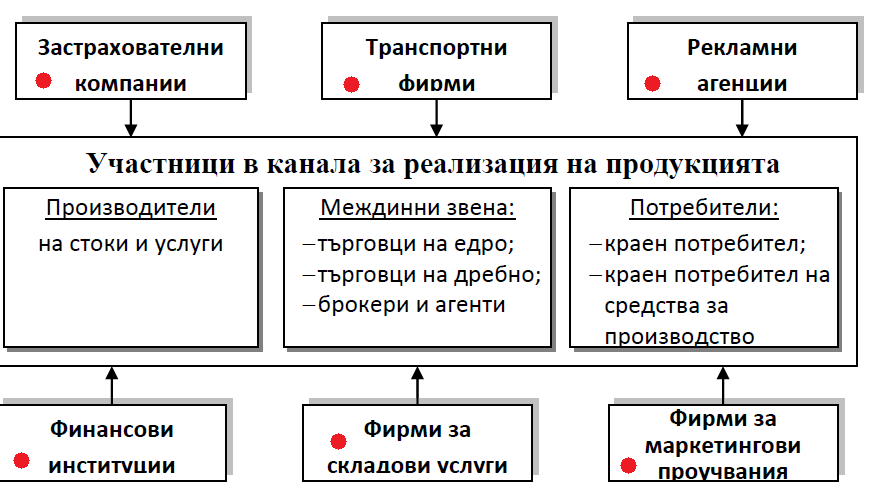 Застрахователни
компании
Транспортни
фирми
Рекламни
агенции
Участници в канала за реализация на продукцията
Производители
на стоки и услуги
Междинни звена:
–търговци на едро;
–търговци на дребно;
–брокери и агенти
Потребители:
–краен потребител;
–краен потребител на
средства за
производство
Финансови
институции
Фирми за
складови услуги
Фирми за
маркетингови
проучвания